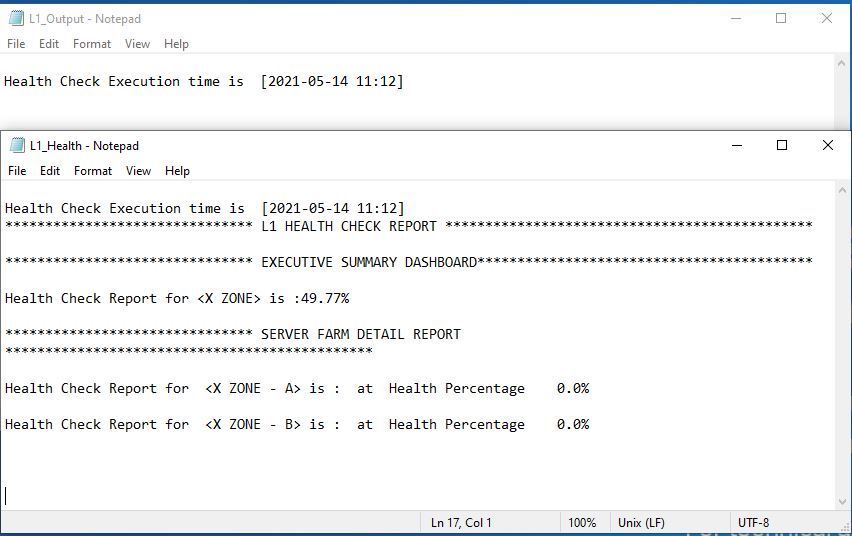 L1_Output - Notepad
File Edit Format View Help
Health Check Execution time is  [2021-05-14 11:12]
L1_Health - Notepad
File Edit Format View Help
Health Check Execution time is  [2021-05-14 11:12]
******************************* L1 HEALTH CHECK REPORT **********************************************
******************************* EXECUTIVE SUMMARY DASHBOARD******************************************
Health Check Report for <X ZONE> is :49.77%
******************************* SERVER FARM DETAIL REPORT
**********************************************
Health Check Report for  <X ZONE - A> is :  at  Health Percentage    0.0%
Health Check Report for  <X ZONE - B> is :  at  Health Percentage    0.0%
Ln 17, Col 1 100% Unix (LF) UTF-8